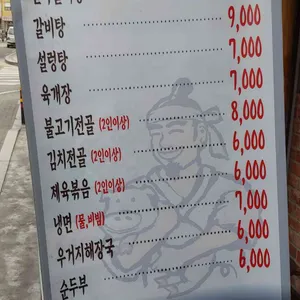 갈비탕 9,000
설렁탕 7,000
육개장 7,000
불고기전골 (2인이상) 8,000
김치전골 (2인이상) 6,000
제육볶음 (2인이상) 6,000
냉면 (물,비빔) 7,000
우거지해장국 6,000
순두부 6,000